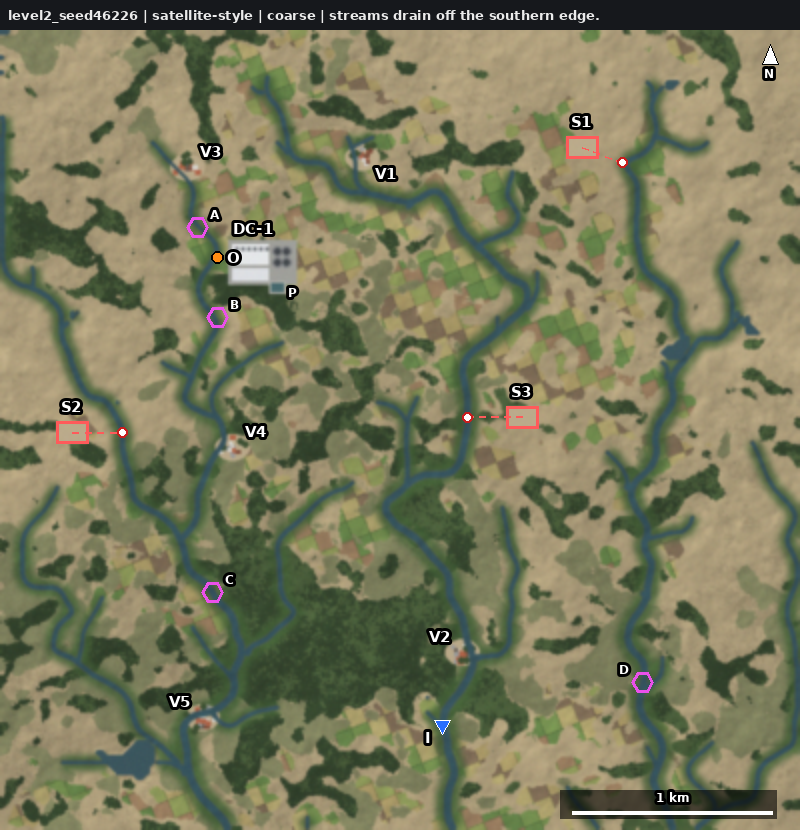 level2_seed46226 | satellite-style | coarse | streams drain off the southern edge.
N
S1
V3
V1
A
DC-1
O
P
B
S3
S2
V4
C
V2
D
V5
I
1 km